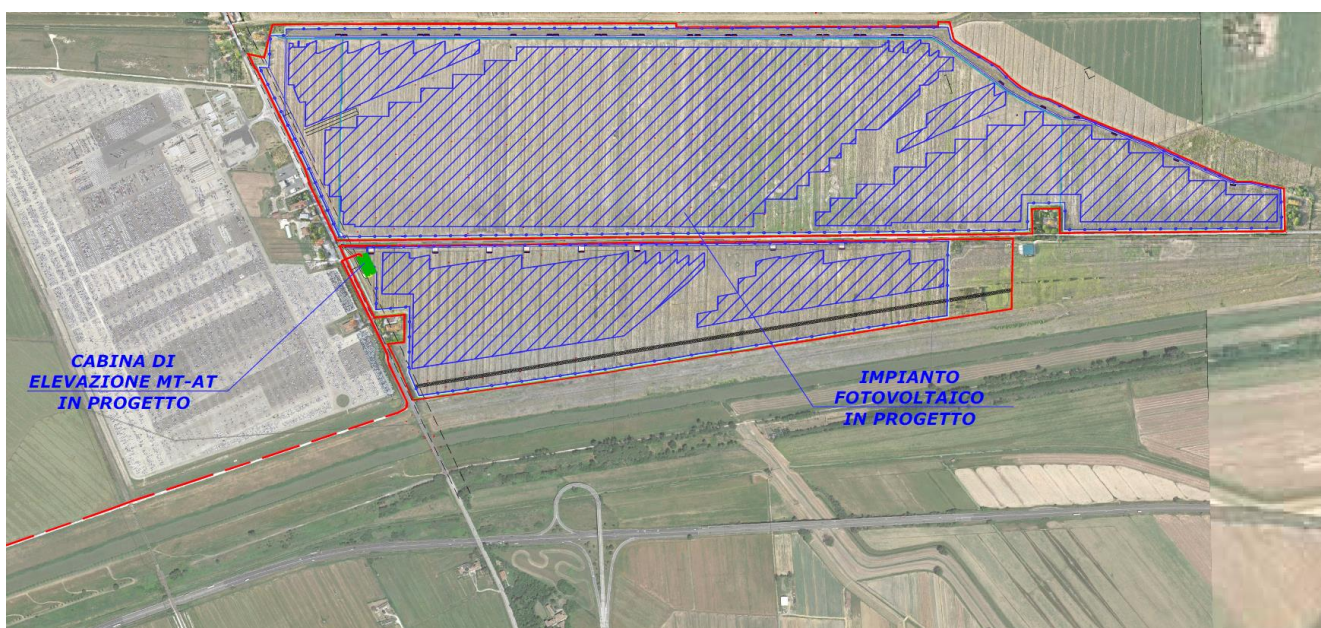 CABINA DI
ELEVAZIONE MT-AT
IN PROGETTO
IMPIANTO
FOTOVOLTAICO
IN PROGETTO